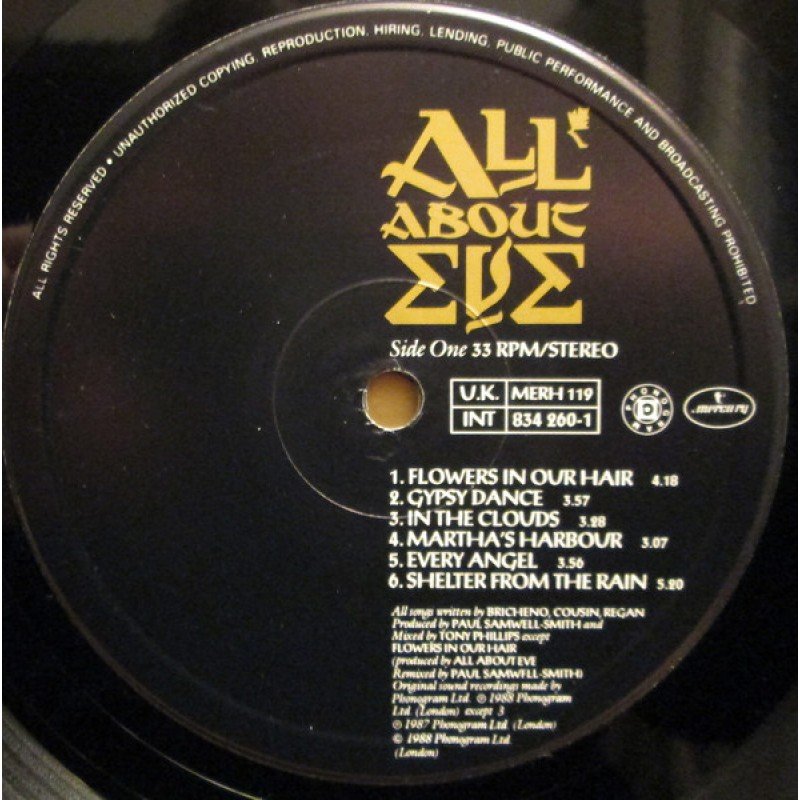 ALL RIGHTS RESERVED • UNAUTHORIZED COPYING, REPRODUCTION, HIRING, LENDING, PUBLIC PERFORMANCE AND BROADCASTING PROHIBITED
ALL
ABOUT
EVE
Side One 33 RPM/STEREO
U.K. MERH 119
INT 834 260-1
PHONOGRAM
mercury
1. FLOWERS IN OUR HAIR 4.18
2. GYPSY DANCE 3.57
3. IN THE CLOUDS 3.28
4. MARTHA'S HARBOUR 3.07
5. EVERY ANGEL 3.56
6. SHELTER FROM THE RAIN 5.20
All songs written by BRICHENO, COUSIN, REGAN
Produced by PAUL SAMWELL-SMITH and
Mixed by TONY PHILLIPS except
FLOWERS IN OUR HAIR
(produced by ALL ABOUT EVE
Remixed by PAUL SAMWELL-SMITH)
Original sound recordings made by
Phonogram Ltd. ℗ 1988 Phonogram
Ltd. (London) except 3
℗ 1987 Phonogram Ltd. (London)
© 1988 Phonogram Ltd.
(London)